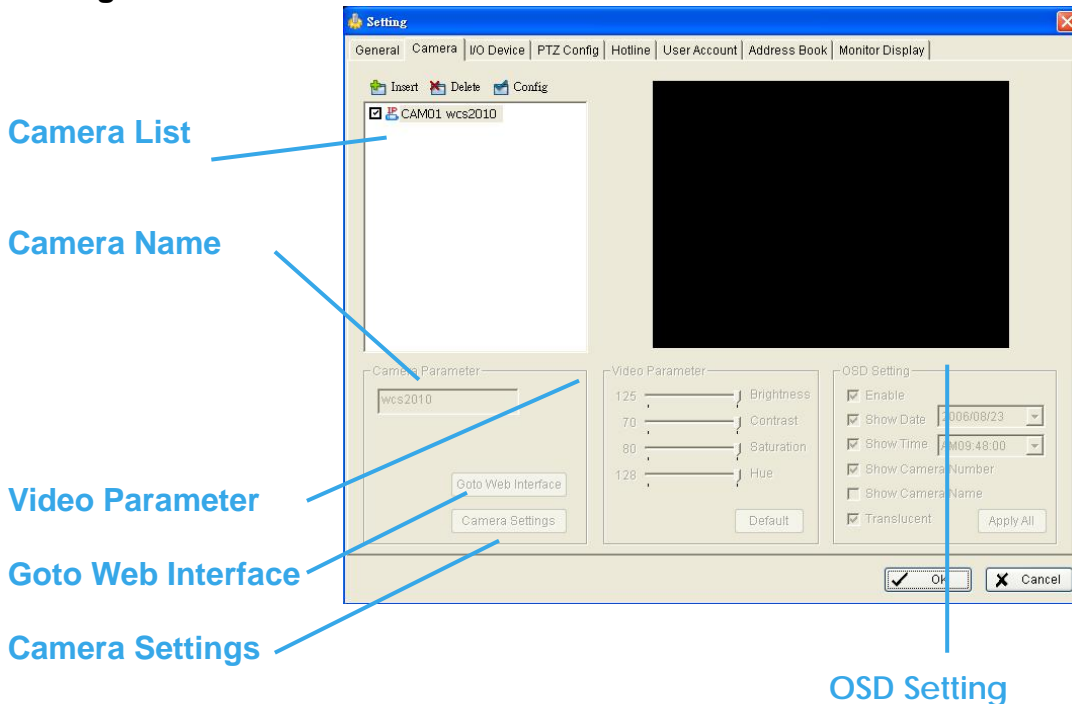 Setting
General Camera I/O Device PTZ Config Hotline User Account Address Book Monitor Display
Insert Delete Config
CAM01 wcs2010
Camera List
Camera Name
Camera Parameter
wcs2010
Goto Web Interface
Camera Settings
Video Parameter
125 Brightness
70 Contrast
80 Saturation
128 Hue
Default
OSD Setting
Enable
Show Date 2006/08/23
Show Time AM09:48:00
Show Camera Number
Show Camera Name
Translucent Apply All
Video Parameter
Goto Web Interface
Camera Settings
OK Cancel
OSD Setting